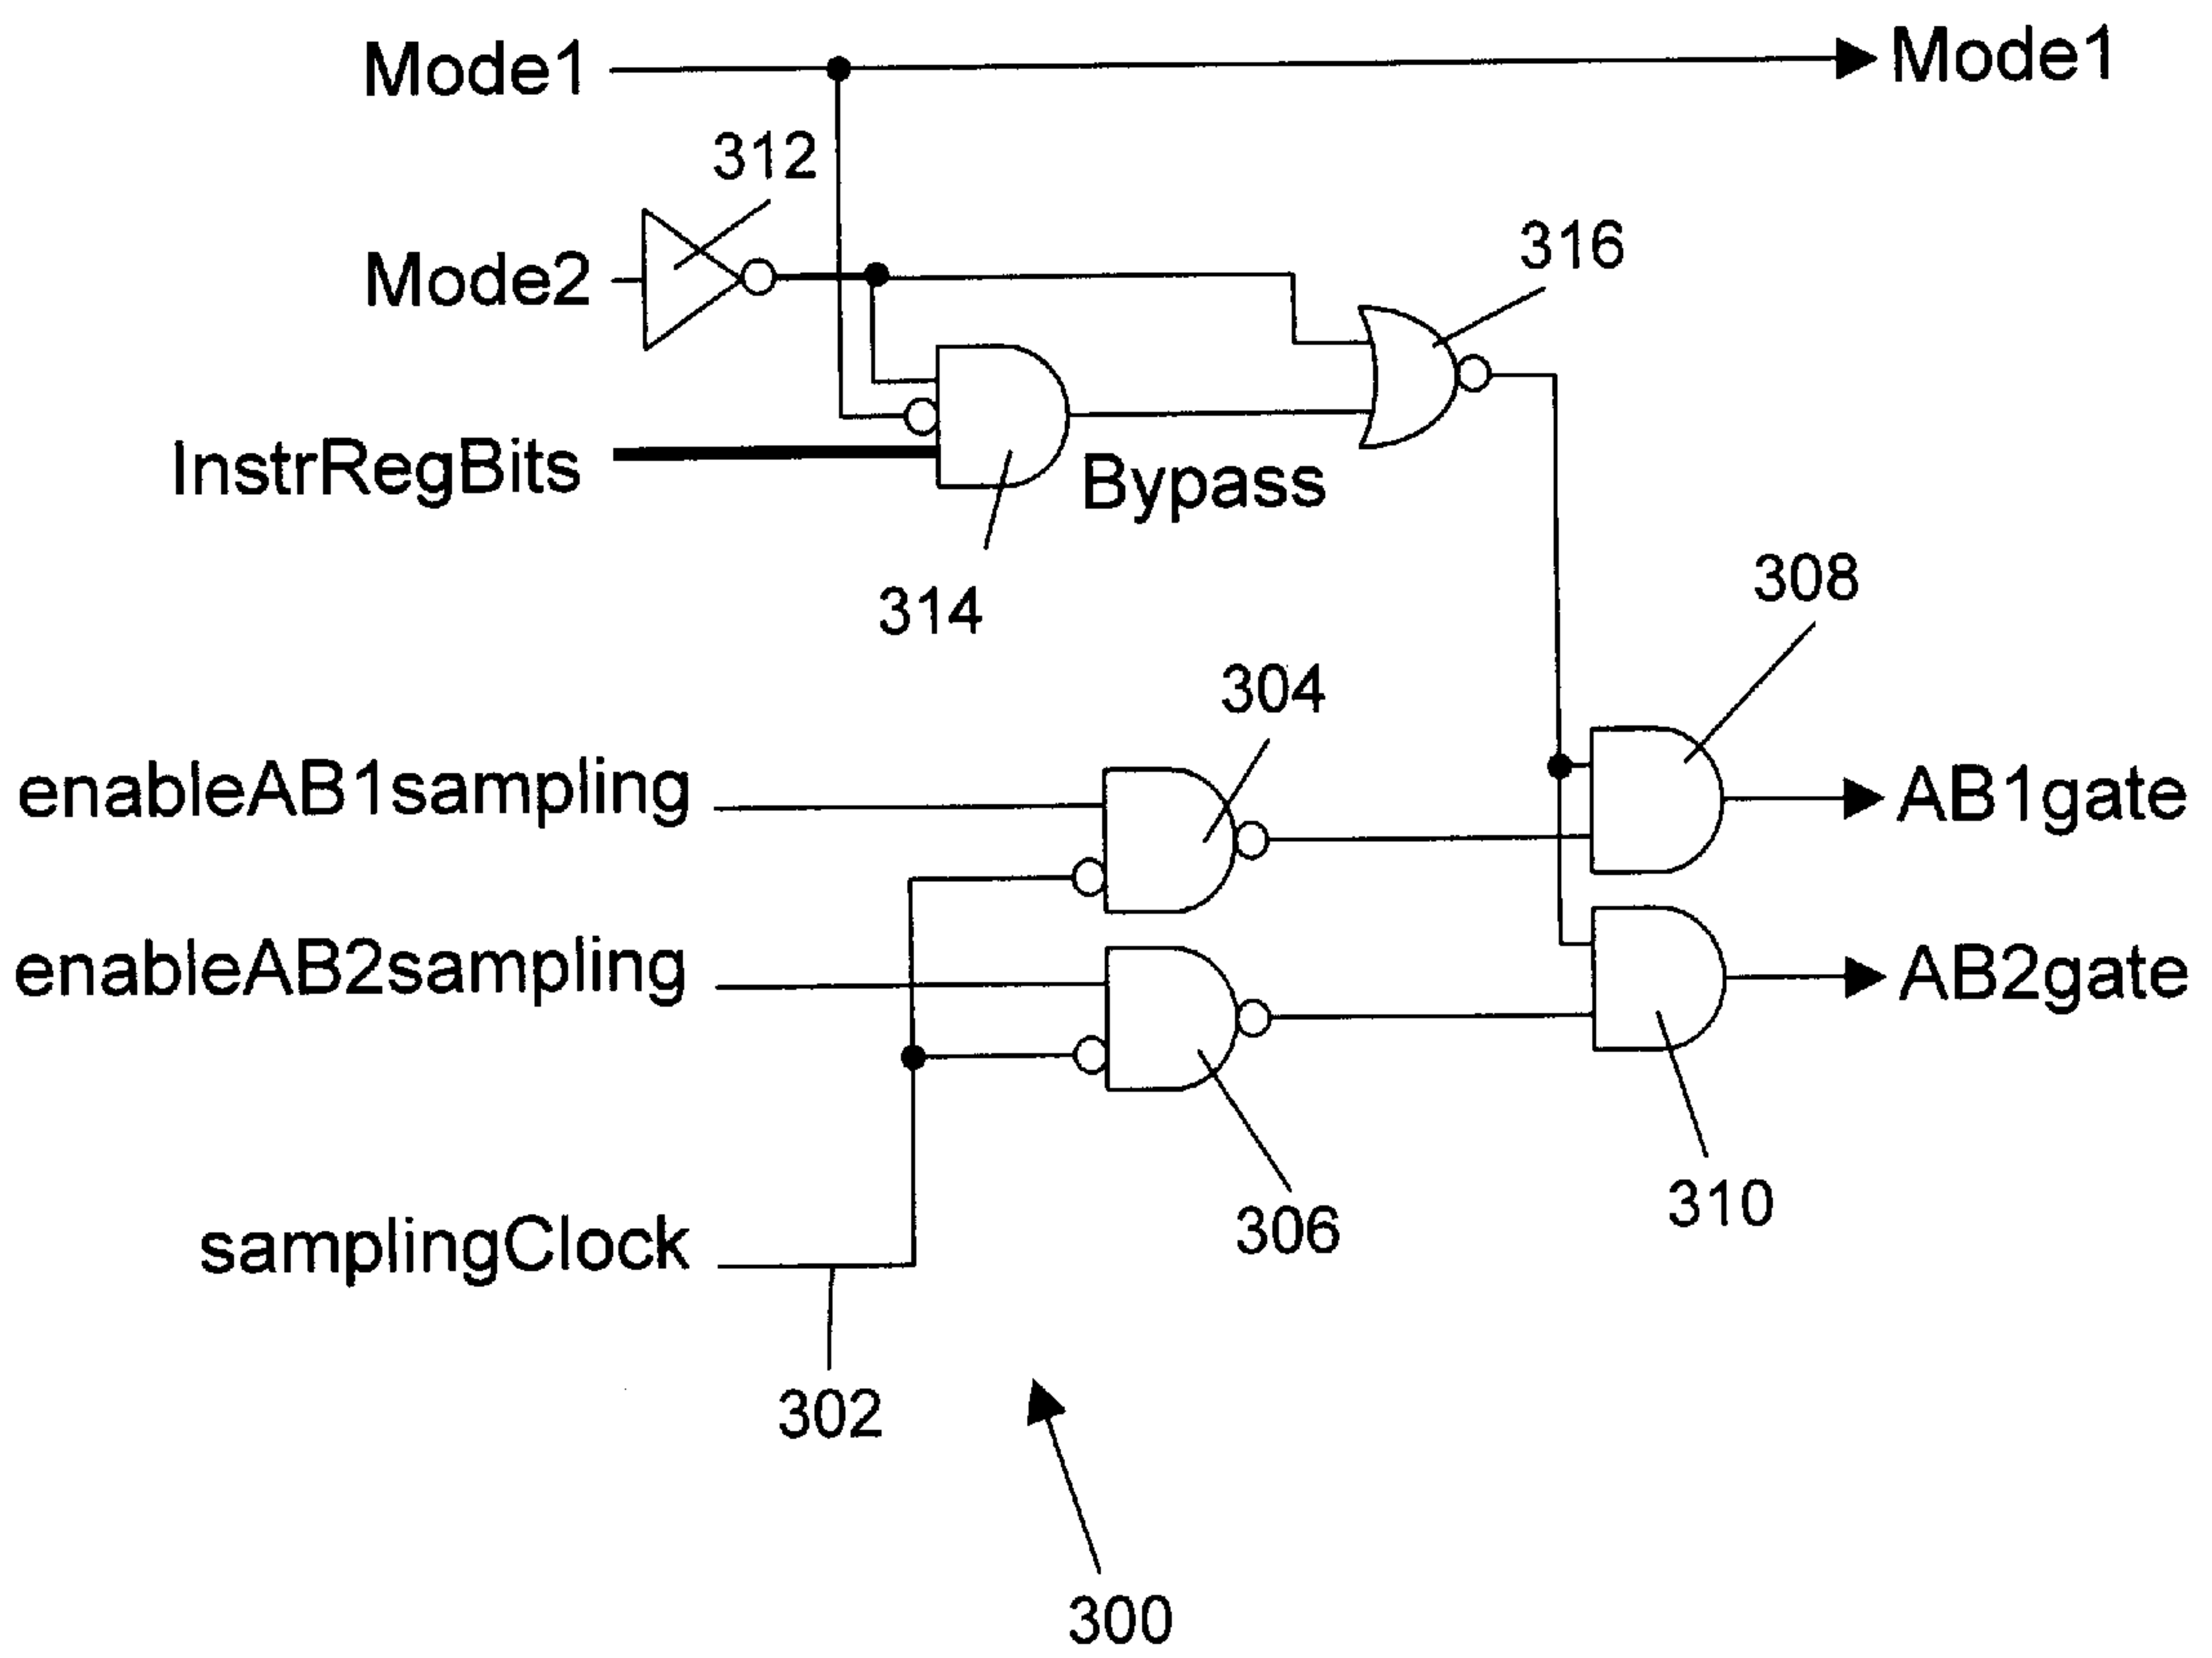 Mode1
Mode1
312
Mode2
316
InstrRegBits
Bypass
314
308
304
enableAB1sampling
AB1gate
enableAB2sampling
AB2gate
310
306
samplingClock
302
300